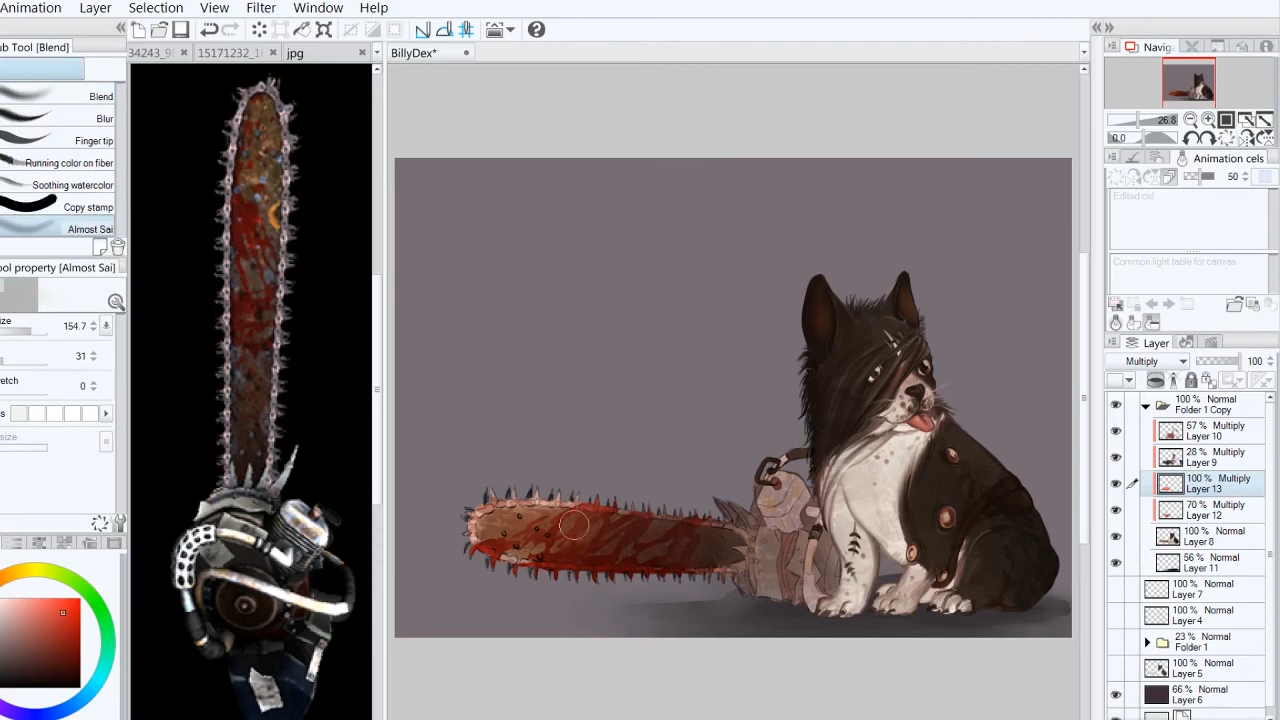 Animation Layer Selection View Filter Window Help
ub Tool [Blend]
34243_9( 15171232_1( jpg
BillyDex*
Navig
Blend
Blur
Finger tip
Running color on fiber
Soothing watercolor
Copy stamp
Almost Sai
26.8
0.0
Animation cels
50
Edited cel
Common light table for canvas
ool property [Almost Sai]
ize 154.7
31
retch 0
s
size
Layer
Multiply 100
100 % Normal
Folder 1 Copy
57 % Multiply
Layer 10
28 % Multiply
Layer 9
100 % Multiply
Layer 13
70 % Multiply
Layer 12
100 % Normal
Layer 8
56 % Normal
Layer 11
100 % Normal
Layer 7
100 % Normal
Layer 4
23 % Normal
Folder 1
100 % Normal
Layer 5
66 % Normal
Layer 6